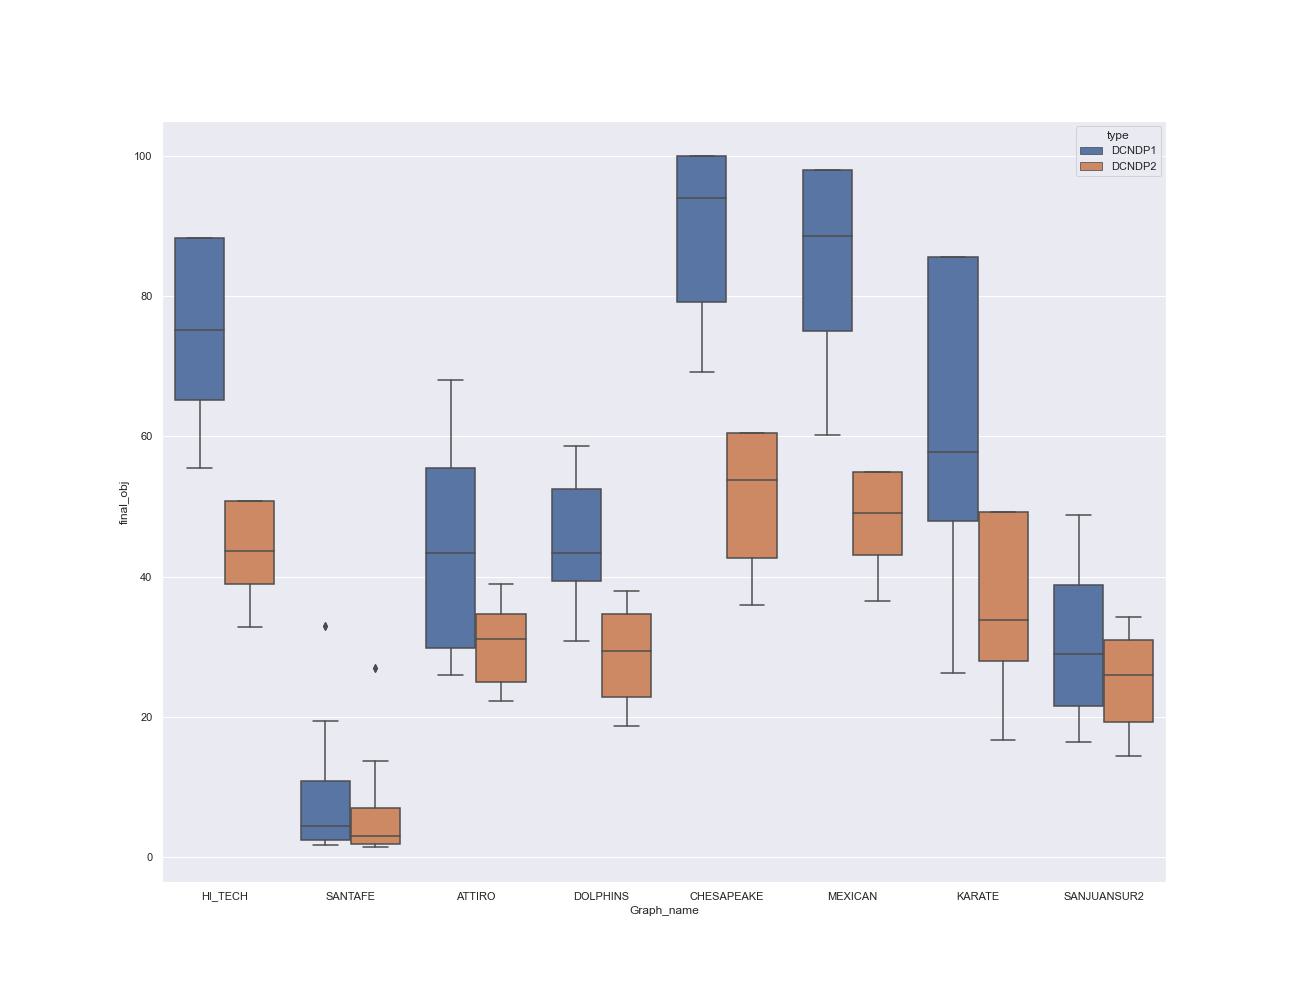 type
DCNDP1
DCNDP2
100
80
60
40
20
0
final_obj
HI_TECH SANTAFE ATTIRO DOLPHINS CHESAPEAKE MEXICAN KARATE SANJUANSUR2
Graph_name